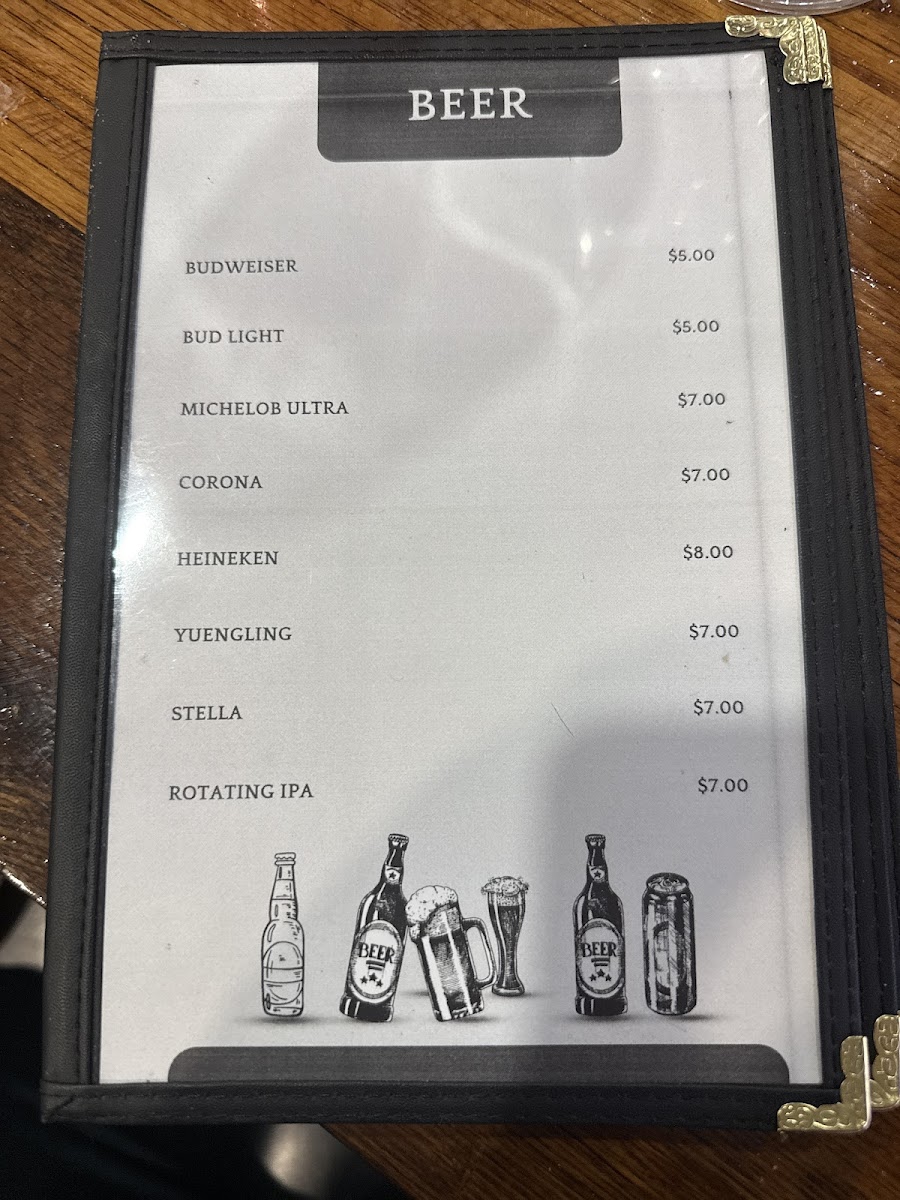 BEER
BUDWEISER $5.00
BUD LIGHT $5.00
MICHELOB ULTRA $7.00
CORONA $7.00
HEINEKEN $8.00
YUENGLING $7.00
STELLA $7.00
ROTATING IPA $7.00
BEER BEER